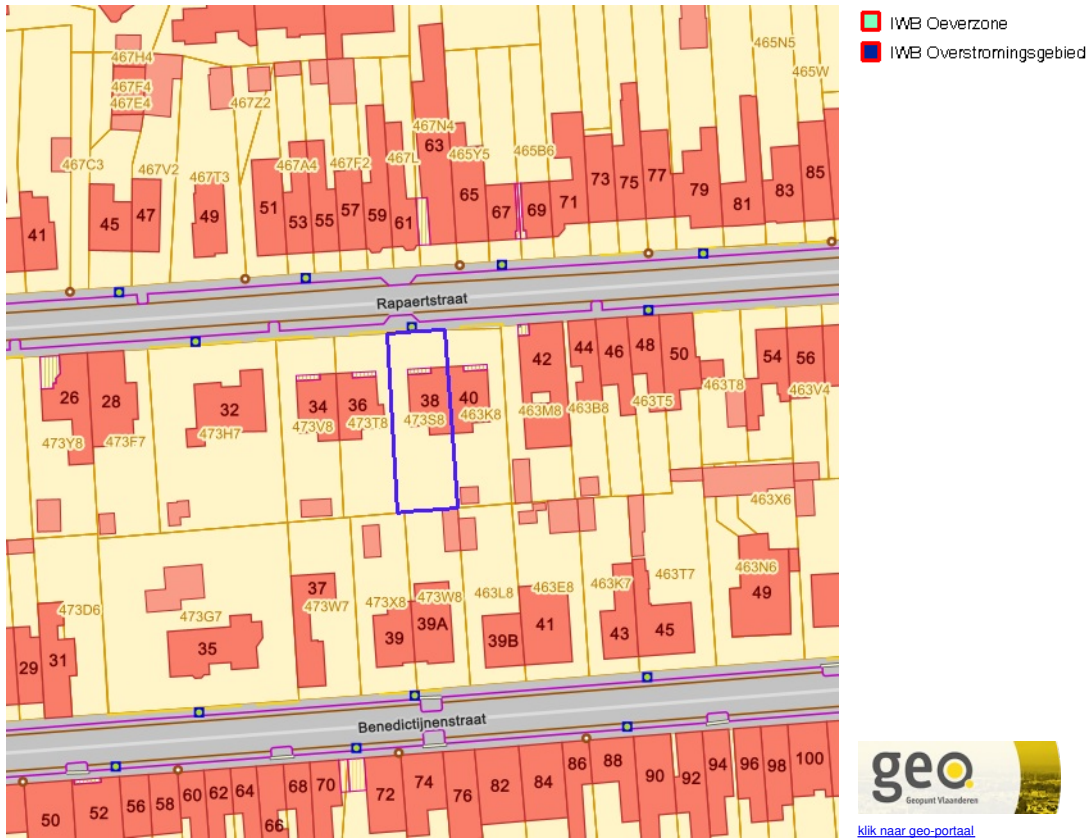 IWB Oeverzone
IWB Overstromingsgebied
465N5
467H4
465W
467F4
467E4
467Z2
467N4
63
467C3
467V2
467T3
467A4
467F2
467L
465Y5
465B6
41
45
47
49
51
53
55
57
59
61
65
67
69
71
73
75
77
79
81
83
85
Rapaertstraat
26
28
32
34
36
38
40
42
44
46
48
50
54
56
473Y8
473F7
473H7
473V8
473T8
473S8
463K8
463M8
463B8
463T5
463T8
463V4
463X6
473D6
473G7
37
473W7
473X8
473W8
463L8
463E8
463K7
463T7
463N6
49
29
31
35
39
39A
39B
41
43
45
Benedictijnenstraat
50
52
56
58
60
62
64
66
68
70
72
74
76
82
84
86
88
90
92
94
96
98
100
geo
Geopunt Vlaanderen
klik naar geo-portaal